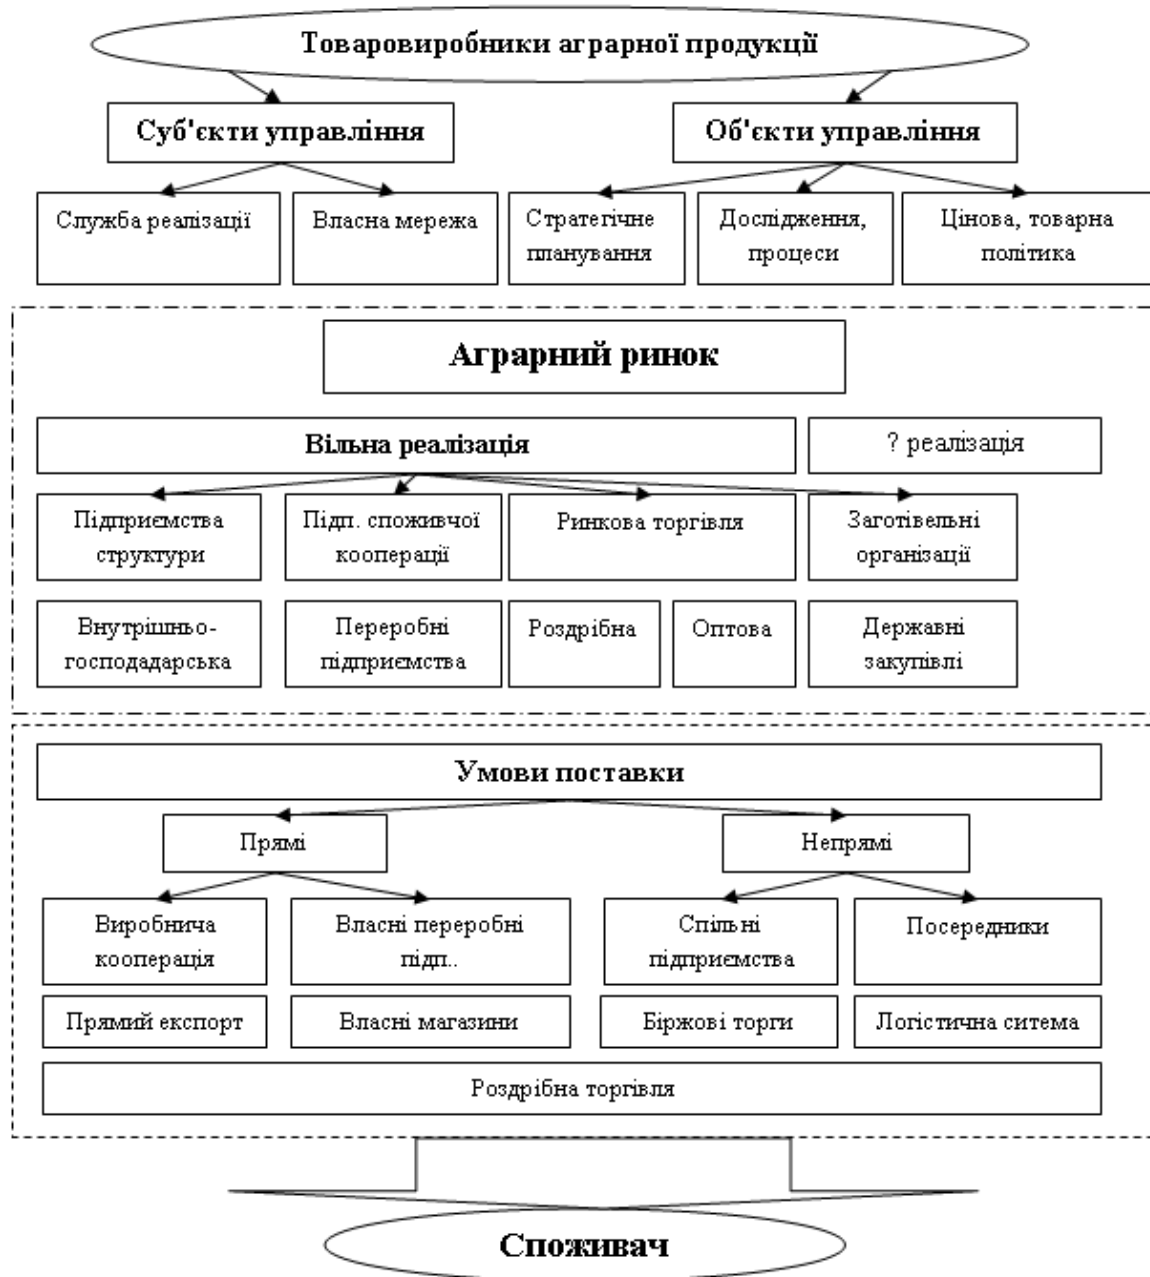 Товаровиробники аграрної продукції
Суб'єкти управління
Об'єкти управління
Служба реалізації
Власна мережа
Стратегічне
планування
Дослідження,
процеси
Цінова, товарна
політика
Аграрний ринок
Вільна реалізація
? реалізація
Підприємства
структури
Підп. споживчої
кооперації
Ринкова торгівля
Заготівельні
організації
Внутрішньо-
господадарська
Переробні
підприємства
Роздрібна
Оптова
Державні
закупівлі
Умови поставки
Прямі
Непрямі
Виробнича
кооперація
Власні переробні
підп..
Спільні
підприємства
Посередники
Прямий експорт
Власні магазини
Біржові торги
Логістична ситема
Роздрібна торгівля
Споживач